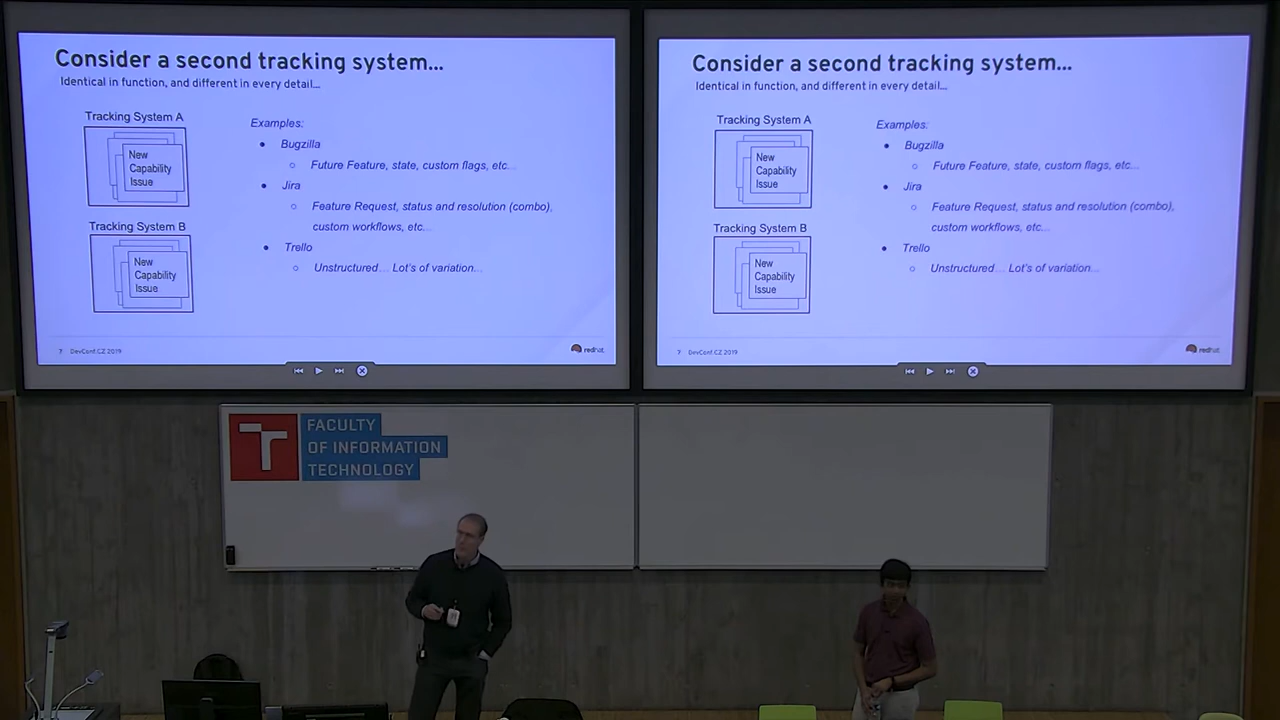 Consider a second tracking system...
Identical in function, and different in every detail...
Tracking System A
New
Capability
Issue
Tracking System B
New
Capability
Issue
Examples:
Bugzilla
Future Feature, state, custom flags, etc...
Jira
Feature Request, status and resolution (combo),
custom workflows, etc...
Trello
Unstructured... Lot's of variation...
7 DevConf.CZ 2019
redhat
Consider a second tracking system...
Identical in function, and different in every detail...
Tracking System A
New
Capability
Issue
Tracking System B
New
Capability
Issue
Examples:
Bugzilla
Future Feature, state, custom flags, etc...
Jira
Feature Request, status and resolution (combo),
custom workflows, etc...
Trello
Unstructured... Lot's of variation...
7 DevConf.CZ 2019
redhat
FACULTY
OF INFORMATION
TECHNOLOGY